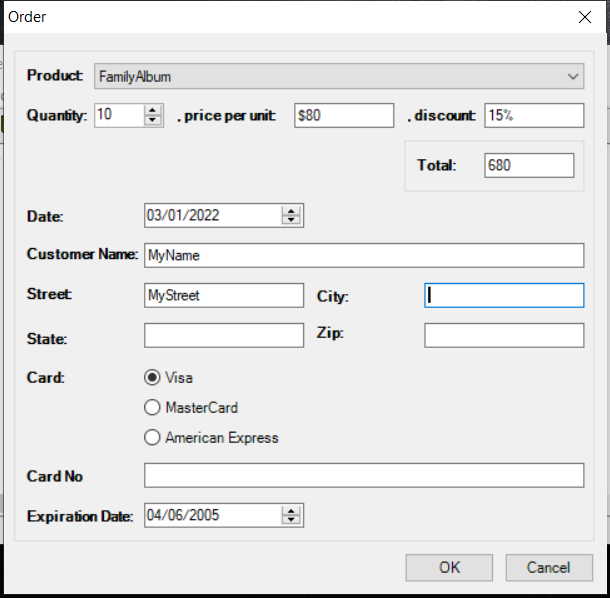 Order
Product: FamilyAlbum
Quantity: 10 . price per unit: $80 . discount: 15%
Total: 680
Date: 03/01/2022
Customer Name: MyName
Street: MyStreet City:
State: Zip:
Card: Visa
MasterCard
American Express
Card No
Expiration Date: 04/06/2005
OK Cancel